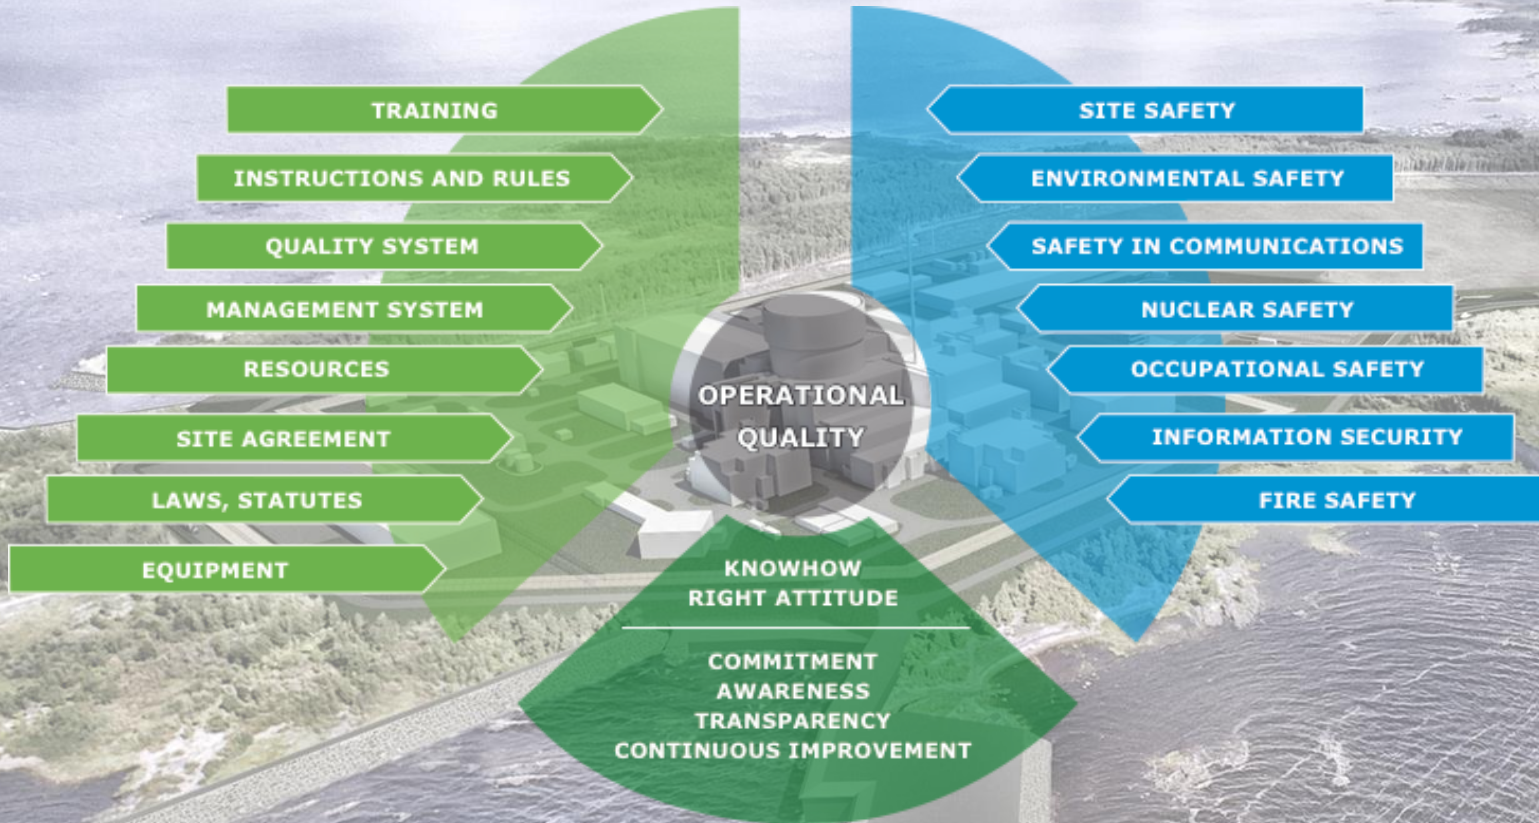 TRAINING
INSTRUCTIONS AND RULES
QUALITY SYSTEM
MANAGEMENT SYSTEM
RESOURCES
SITE AGREEMENT
LAWS, STATUTES
EQUIPMENT
SITE SAFETY
ENVIRONMENTAL SAFETY
SAFETY IN COMMUNICATIONS
NUCLEAR SAFETY
OCCUPATIONAL SAFETY
INFORMATION SECURITY
FIRE SAFETY
OPERATIONAL
QUALITY
KNOWHOW
RIGHT ATTITUDE
COMMITMENT
AWARENESS
TRANSPARENCY
CONTINUOUS IMPROVEMENT